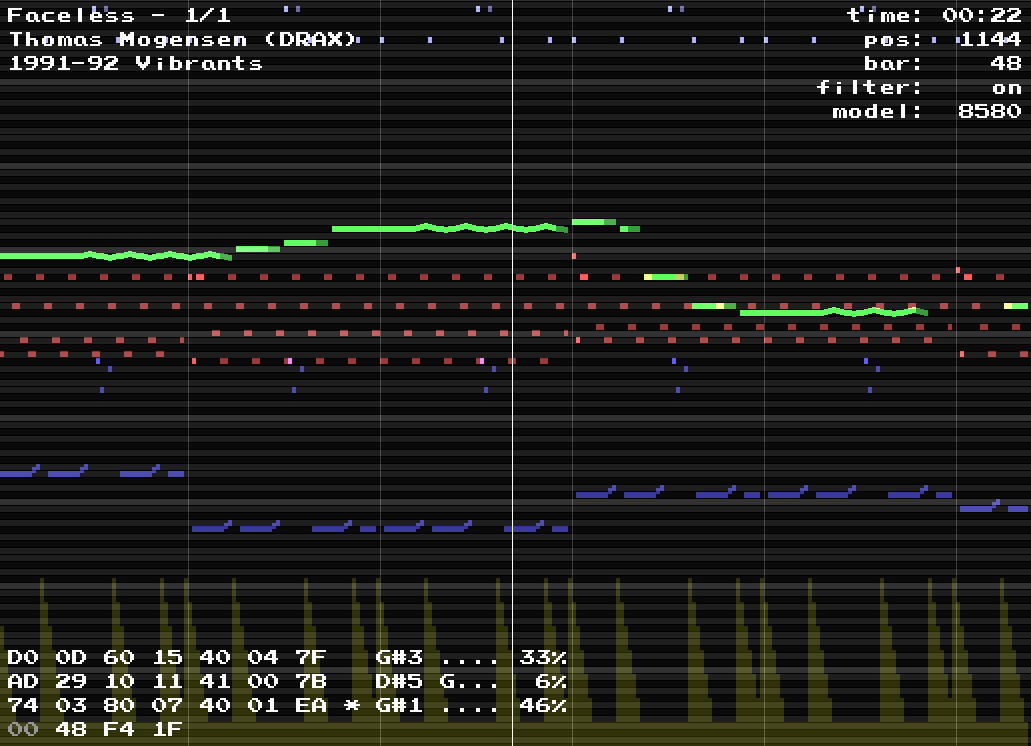 Faceless - 1/1
Thomas Mogensen (DRAX)
1991-92 Vibrants
time: 00:22
pos: 1144
bar: 48
filter: on
model: 8580
D0 0D 60 15 40 04 7F G#3 .... 33%
AD 29 10 11 41 00 7B D#5 G... 6%
74 03 80 07 40 01 EA * G#1 .... 46%
00 48 F4 1F